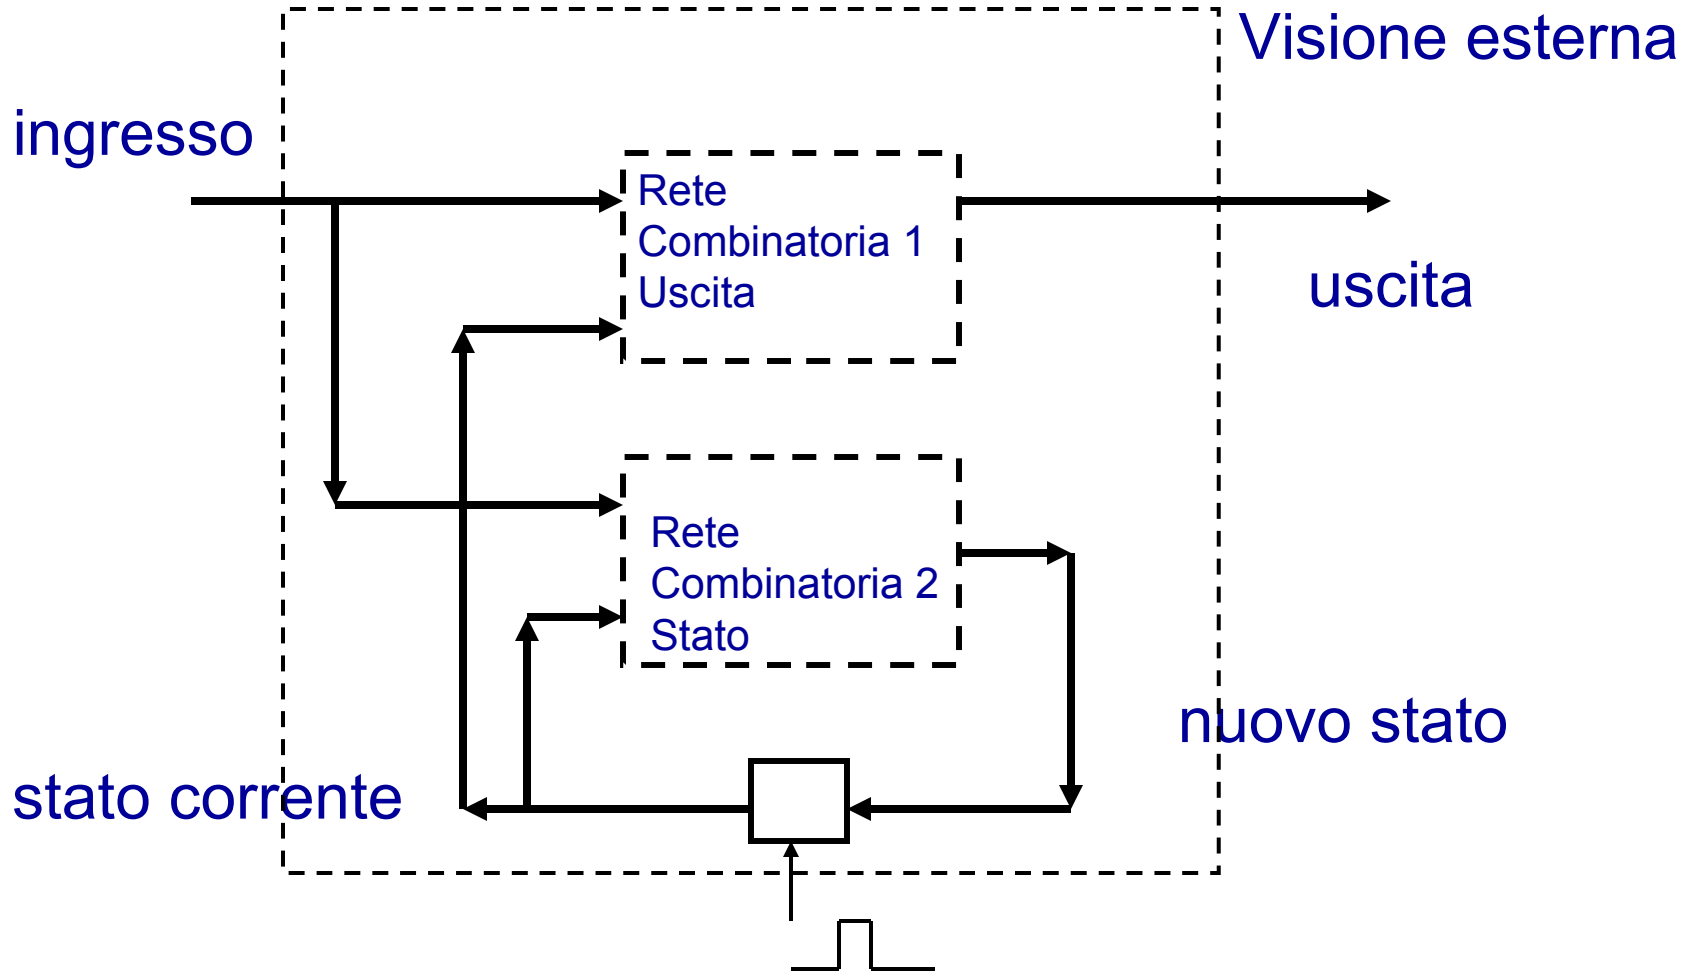 Visione esterna
ingresso
Rete
Combinatoria 1
Uscita
uscita
Rete
Combinatoria 2
Stato
nuovo stato
stato corrente